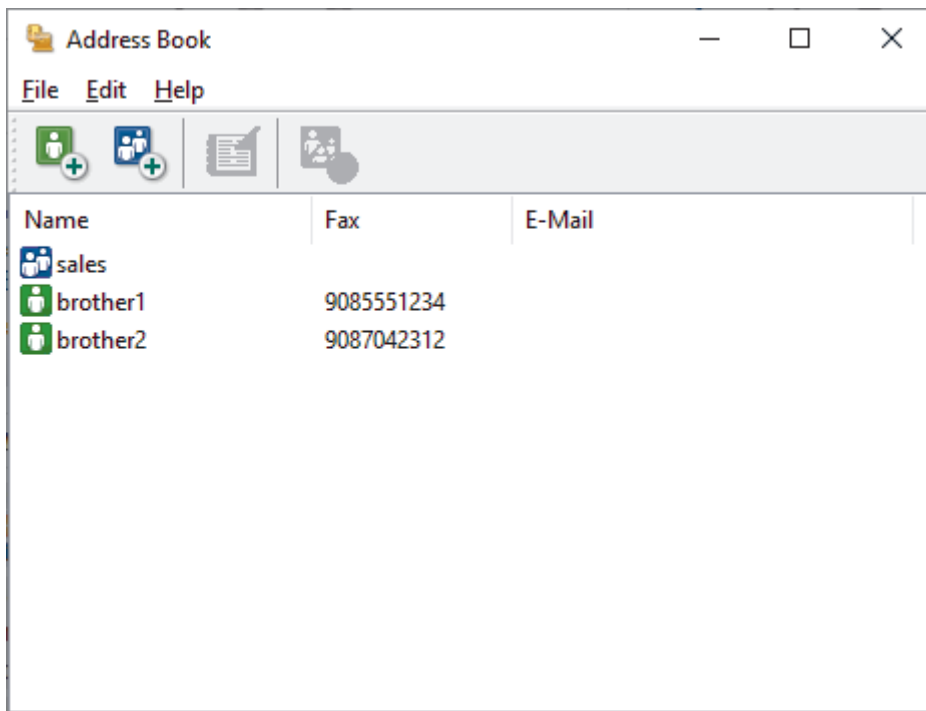 Address Book
File Edit Help
Name Fax E-Mail
sales
brother1 9085551234
brother2 9087042312